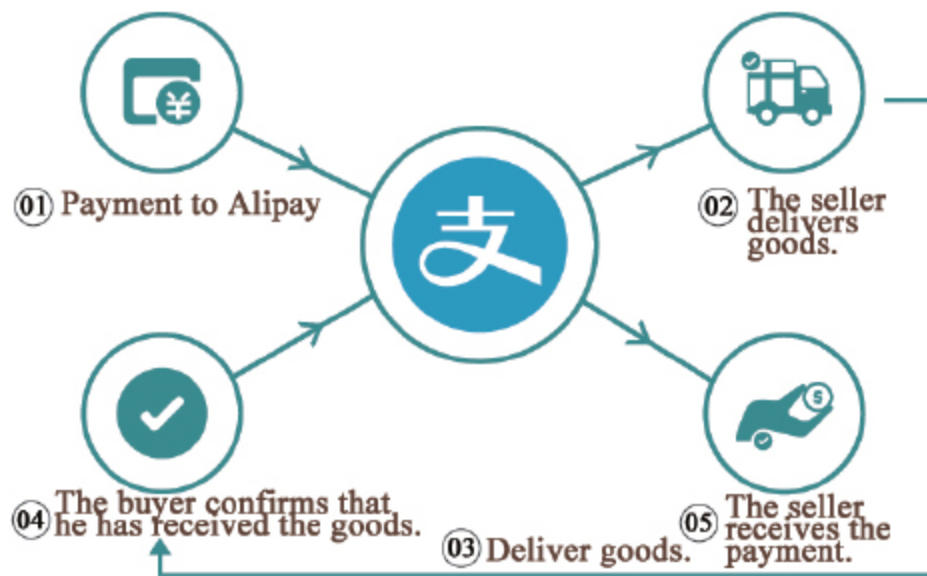 ¥
支
01 Payment to Alipay
02 The seller
delivers
goods.
04 The buyer confirms that
he has received the goods.
03 Deliver goods.
05 The seller
receives the
payment.